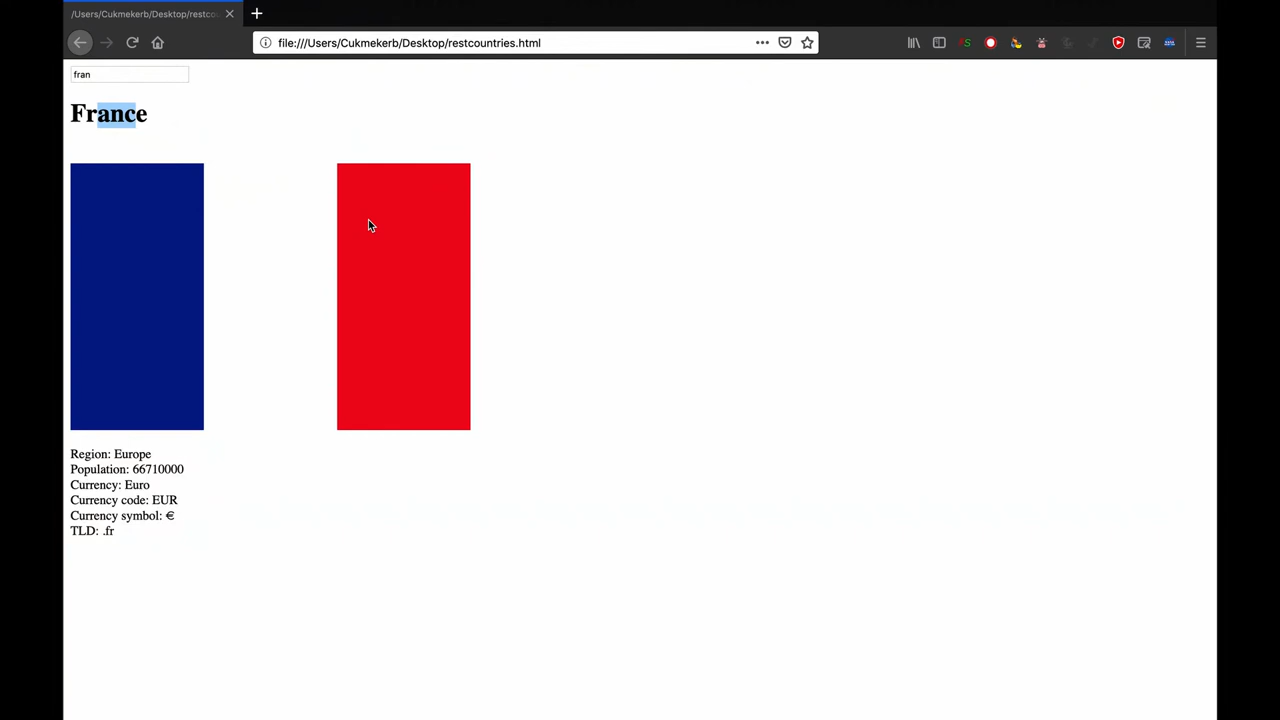 /Users/Cukmekerb/Desktop/restcou
file:///Users/Cukmekerb/Desktop/restcountries.html
fran
France
Region: Europe
Population: 66710000
Currency: Euro
Currency code: EUR
Currency symbol: €
TLD: .fr